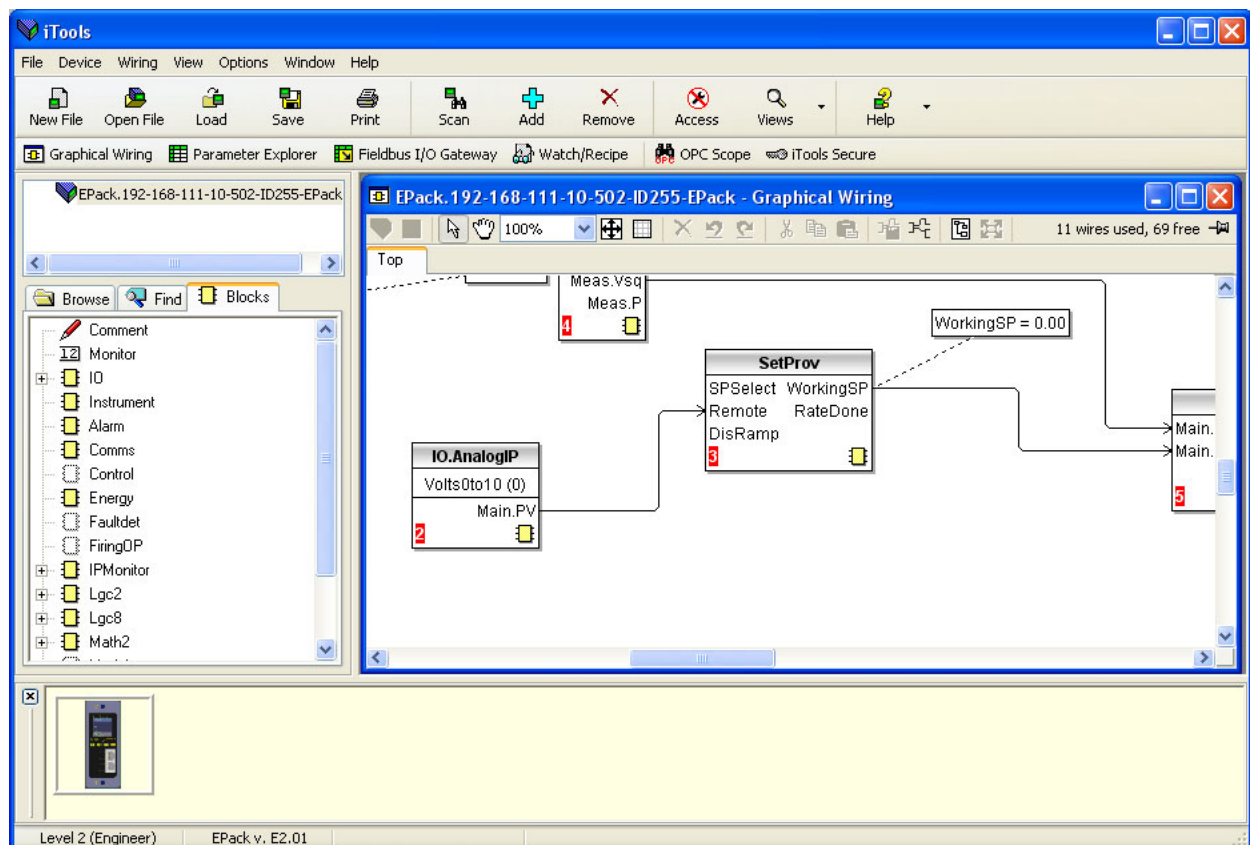 iTools
File Device Wiring View Options Window Help
New File Open File Load Save Print Scan Add Remove Access Views Help
Graphical Wiring Parameter Explorer Fieldbus I/O Gateway Watch/Recipe OPC Scope iTools Secure
EPack.192-168-111-10-502-ID255-EPack
Browse Find Blocks
Comment
12 Monitor
IO
Instrument
Alarm
Comms
Control
Energy
Faultdet
FiringOP
IPMonitor
Lgc2
Lgc8
Math2
EPack.192-168-111-10-502-ID255-EPack - Graphical Wiring
100% 11 wires used, 69 free
Top
Meas.Vsq
Meas.P
4
WorkingSP = 0.00
SetProv
SPSelect WorkingSP
Remote RateDone
DisRamp
3
IO.AnalogIP
Volts0to10 (0)
Main.PV
2
Main.
Main.
5
Level 2 (Engineer) EPack v. E2.01